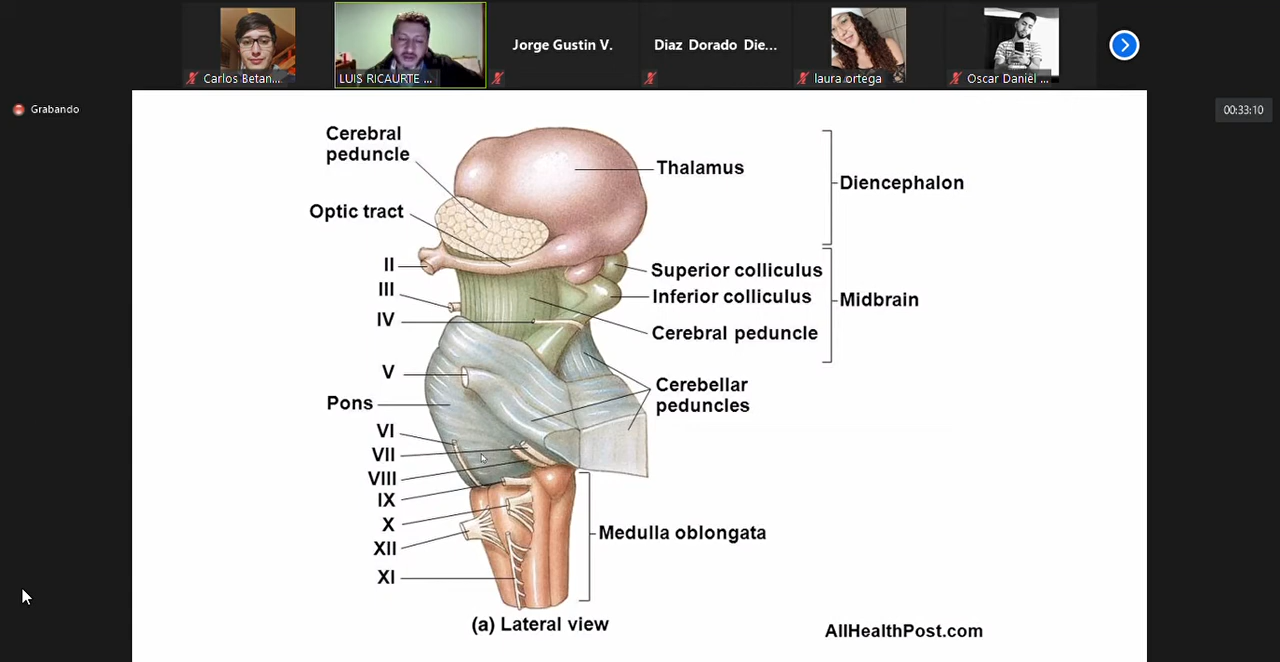 Carlos Betan...
LUIS RICAURTE ...
Jorge Gustin V.
Diaz Dorado Die...
laura ortega
Oscar Daniel ...
Grabando
00:33:10
Cerebral
peduncle
Optic tract
II
III
IV
V
Pons
VI
VII
VIII
IX
X
XII
XI
Thalamus
Diencephalon
Superior colliculus
Inferior colliculus
Cerebral peduncle
Midbrain
Cerebellar
peduncles
Medulla oblongata
(a) Lateral view
AllHealthPost.com